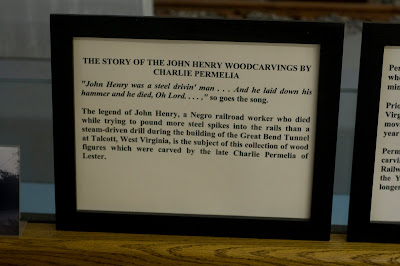 THE STORY OF THE JOHN HENRY WOODCARVINGS BY
CHARLIE PERMELIA
"John Henry was a steel drivin' man . . . And he laid down his
hammer and he died, Oh Lord. . . . ," so goes the song.
The legend of John Henry, a Negro railroad worker who died
while trying to pound more steel spikes into the rails than a
steam-driven drill during the building of the Great Bend Tunnel
at Talcott, West Virginia, is the subject of this collection of wood
figures which were carved by the late Charlie Permelia of
Lester.